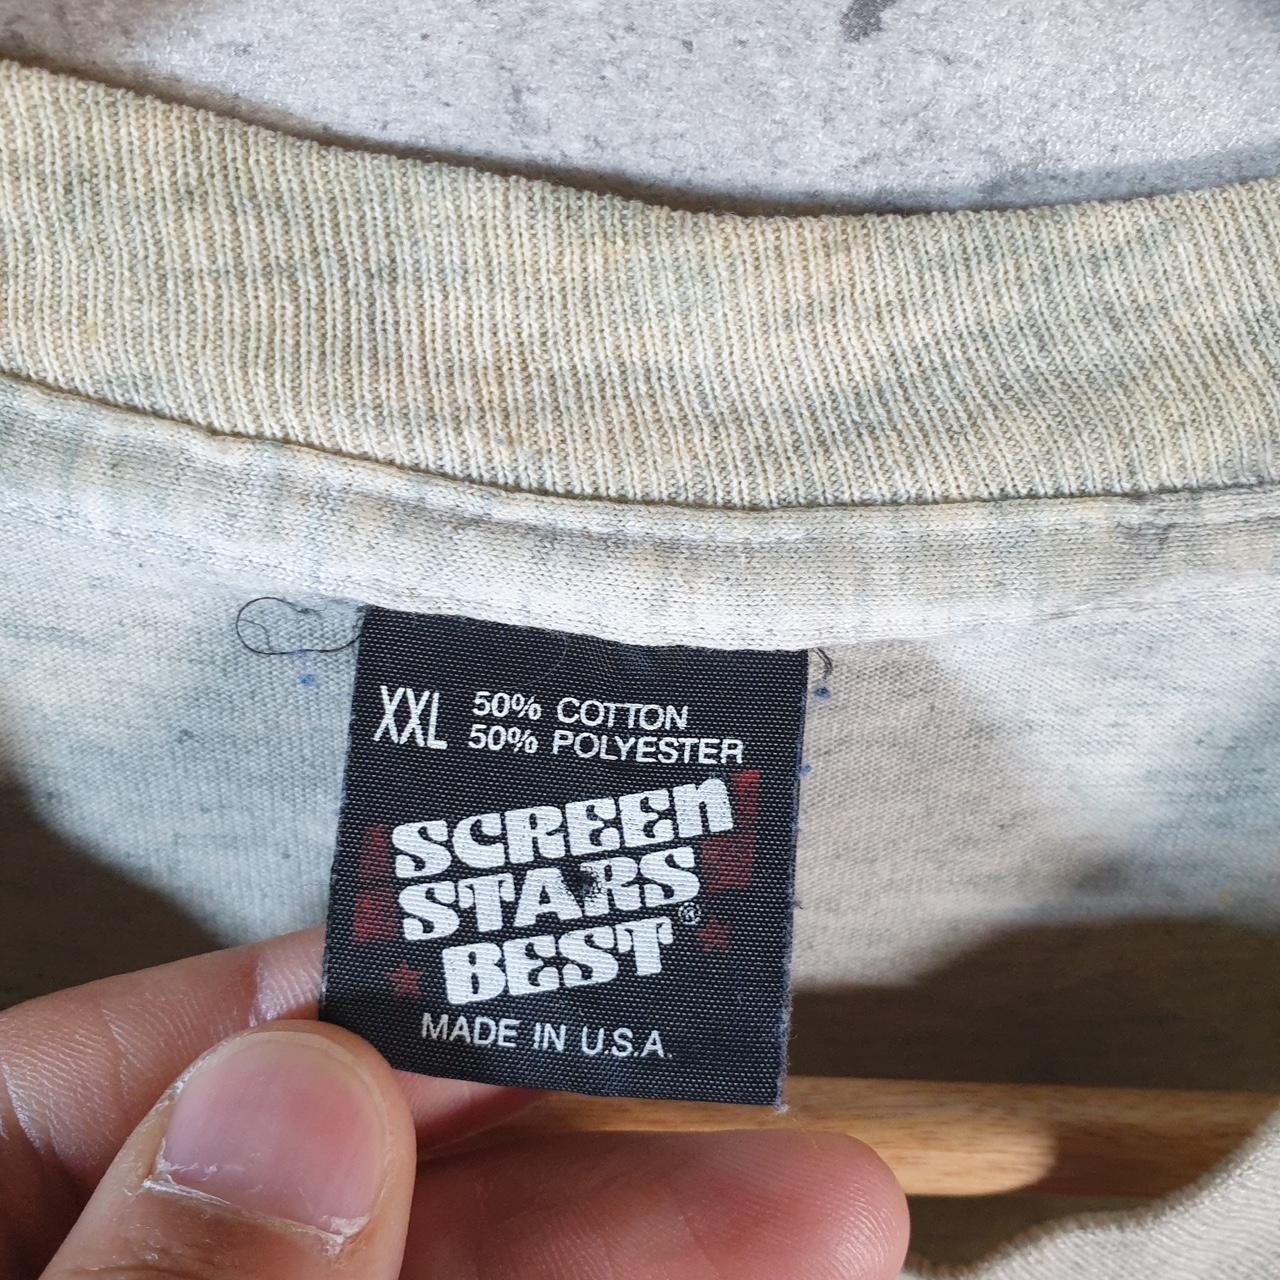 XXL 50% COTTON
50% POLYESTER
SCREEN
STARS
BEST®
MADE IN U.S.A.